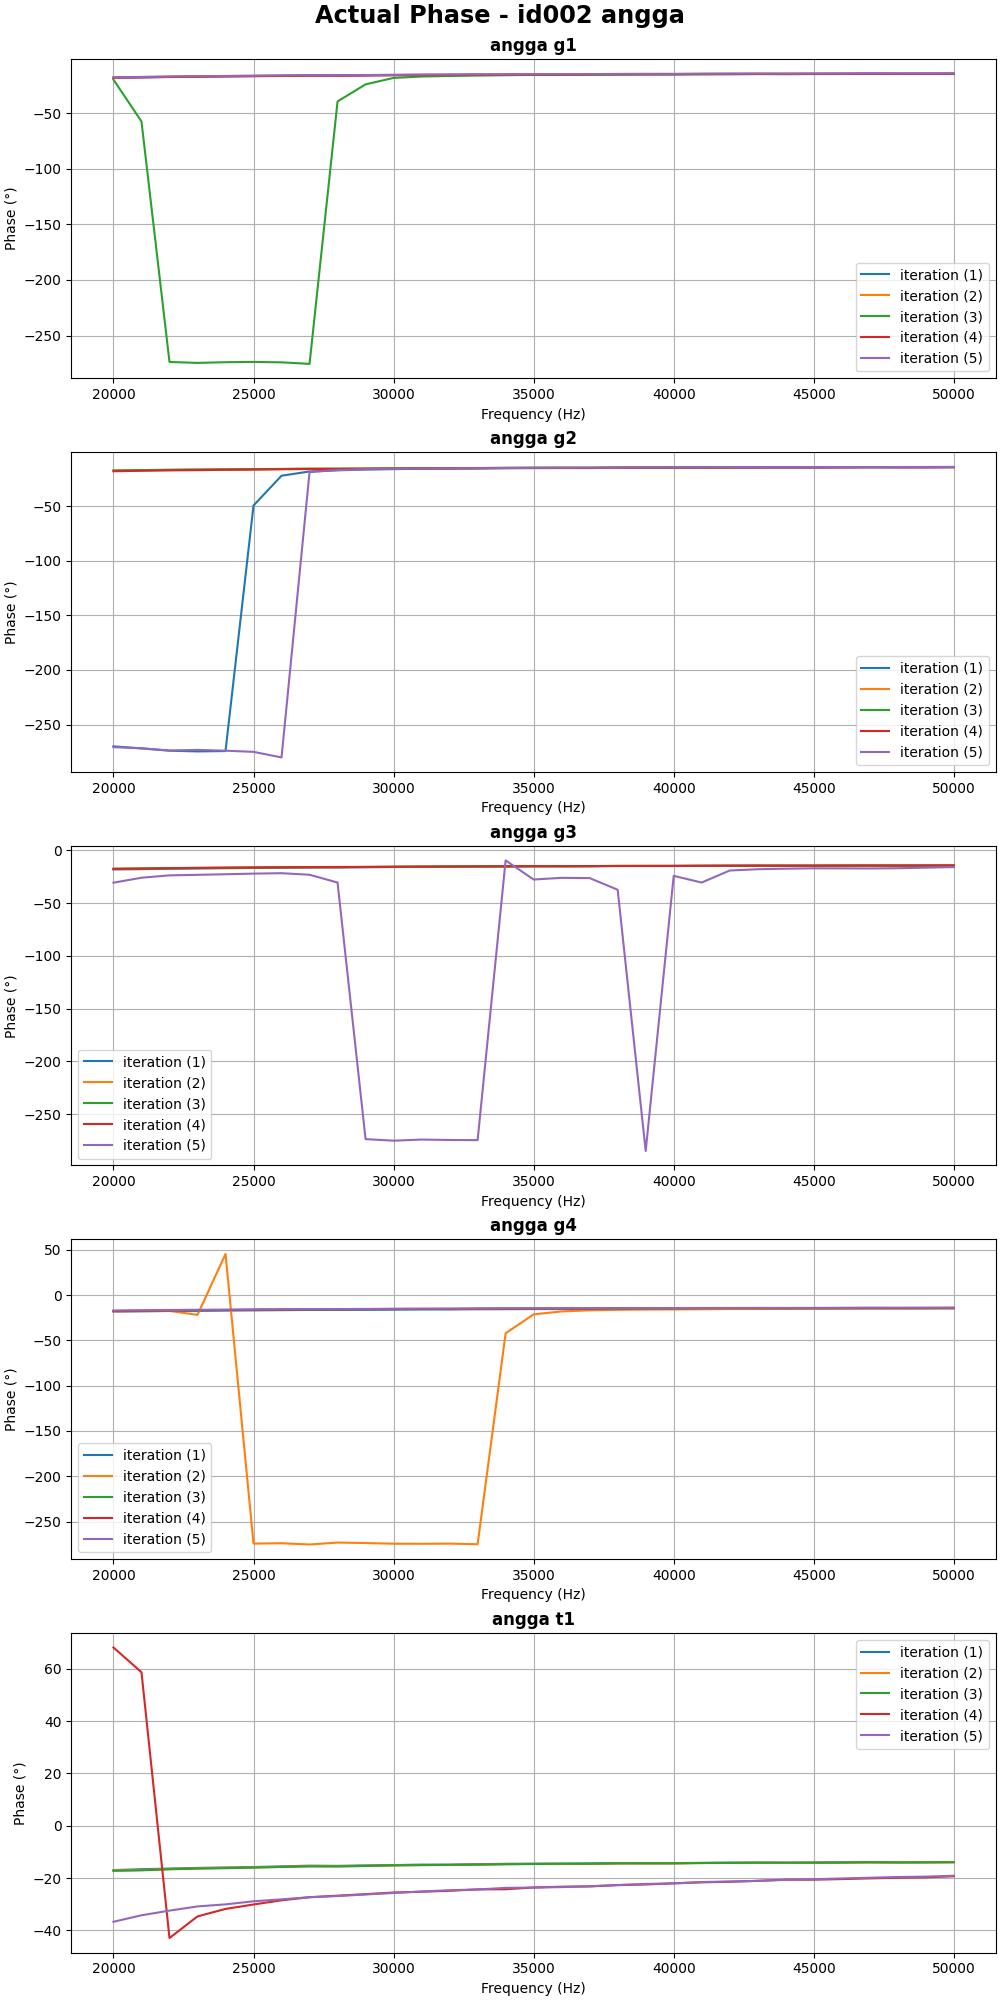 Actual Phase - id002 angga
angga g1
−50
−100
−150
−200
−250
Phase (°)
iteration (1)
iteration (2)
iteration (3)
iteration (4)
iteration (5)
20000 25000 30000 35000 40000 45000 50000
Frequency (Hz)
angga g2
−50
−100
−150
−200
−250
Phase (°)
iteration (1)
iteration (2)
iteration (3)
iteration (4)
iteration (5)
20000 25000 30000 35000 40000 45000 50000
Frequency (Hz)
angga g3
0
−50
−100
−150
−200
−250
Phase (°)
iteration (1)
iteration (2)
iteration (3)
iteration (4)
iteration (5)
20000 25000 30000 35000 40000 45000 50000
Frequency (Hz)
angga g4
50
0
−50
−100
−150
−200
−250
Phase (°)
iteration (1)
iteration (2)
iteration (3)
iteration (4)
iteration (5)
20000 25000 30000 35000 40000 45000 50000
Frequency (Hz)
angga t1
60
40
20
0
−20
−40
Phase (°)
iteration (1)
iteration (2)
iteration (3)
iteration (4)
iteration (5)
20000 25000 30000 35000 40000 45000 50000
Frequency (Hz)